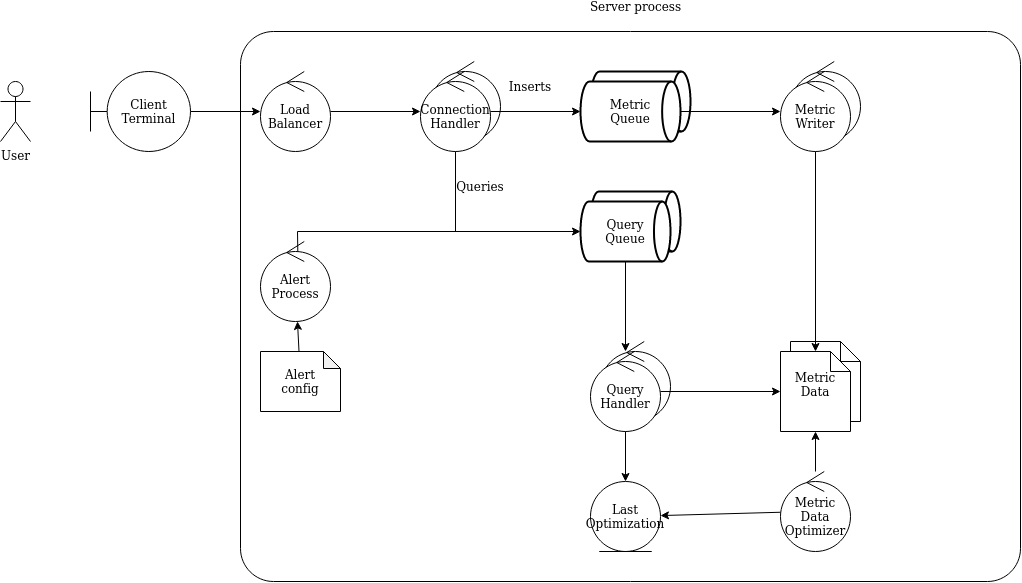 Server process
User
Client
Terminal
Load
Balancer
Connection
Handler
Inserts
Metric
Queue
Metric
Writer
Queries
Query
Queue
Alert
Process
Alert
config
Query
Handler
Metric
Data
Last
Optimization
Metric
Data
Optimizer